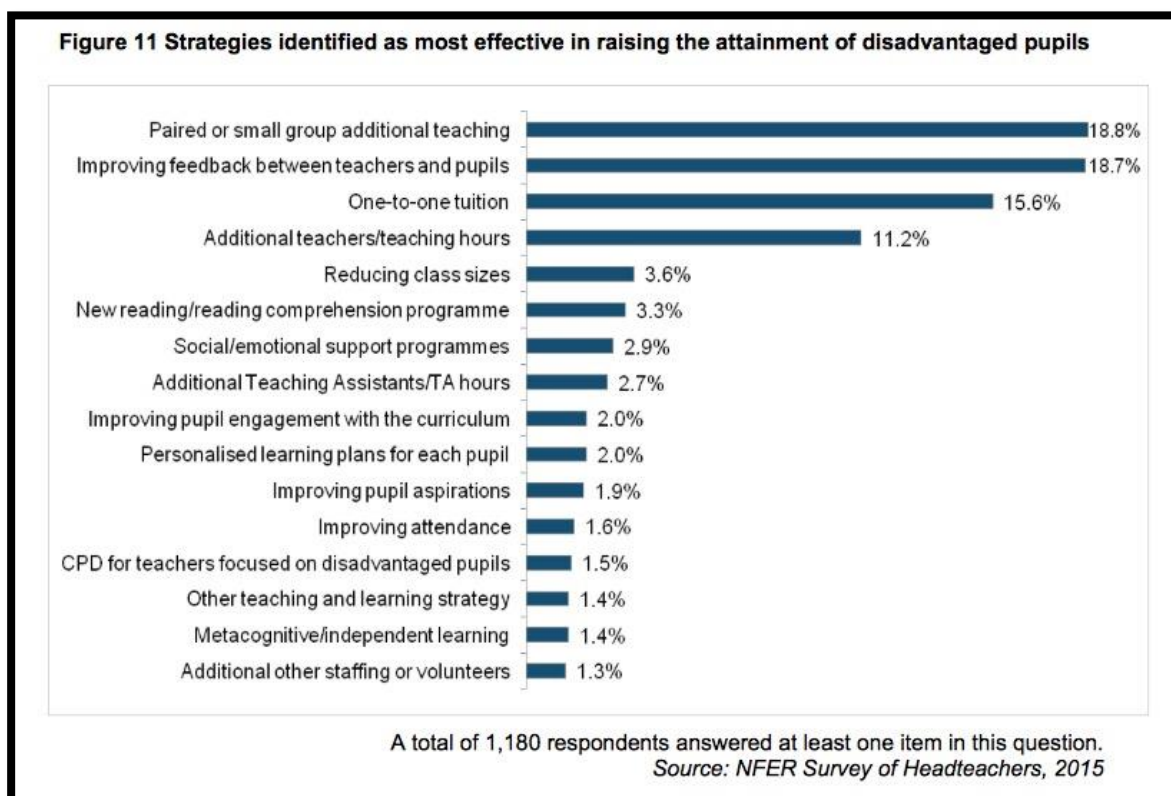 Figure 11 Strategies identified as most effective in raising the attainment of disadvantaged pupils
Paired or small group additional teaching 18.8%
Improving feedback between teachers and pupils 18.7%
One-to-one tuition 15.6%
Additional teachers/teaching hours 11.2%
Reducing class sizes 3.6%
New reading/reading comprehension programme 3.3%
Social/emotional support programmes 2.9%
Additional Teaching Assistants/TA hours 2.7%
Improving pupil engagement with the curriculum 2.0%
Personalised learning plans for each pupil 2.0%
Improving pupil aspirations 1.9%
Improving attendance 1.6%
CPD for teachers focused on disadvantaged pupils 1.5%
Other teaching and learning strategy 1.4%
Metacognitive/independent learning 1.4%
Additional other staffing or volunteers 1.3%
A total of 1,180 respondents answered at least one item in this question.
Source: NFER Survey of Headteachers, 2015